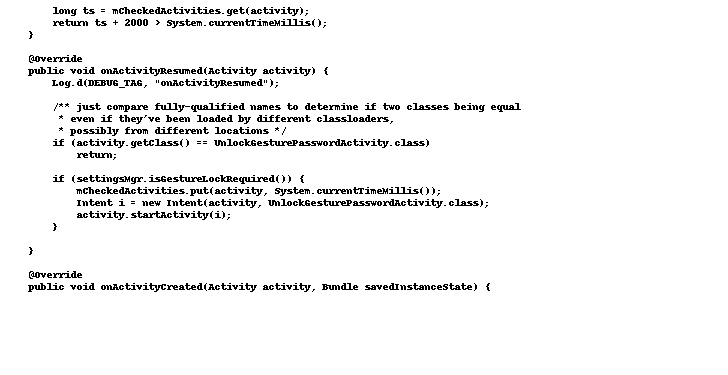 long ts = mCheckedActivities.get(activity);
return ts + 2000 > System.currentTimeMillis();
}
@Override
public void onActivityResumed(Activity activity) {
Log.d(DEBUG_TAG, "onActivityResumed");
/** just compare fully-qualified names to determine if two classes being equal
* even if they've been loaded by different classloaders,
* possibly from different locations */
if (activity.getClass() == UnlockGesturePasswordActivity.class)
return;
if (settingsMgr.isGestureLockRequired()) {
mCheckedActivities.put(activity, System.currentTimeMillis());
Intent i = new Intent(activity, UnlockGesturePasswordActivity.class);
activity.startActivity(i);
}
}
@Override
public void onActivityCreated(Activity activity, Bundle savedInstanceState) {